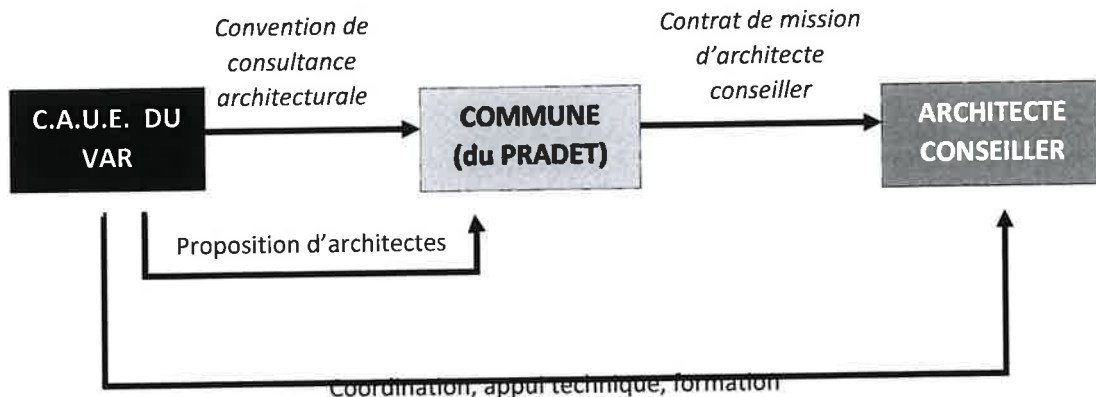 Convention de
consultance
architecturale
Contrat de mission
d'architecte
conseiller
C.A.U.E. DU
VAR
COMMUNE
(du PRADET)
ARCHITECTE
CONSEILLER
Proposition d'architectes
Coordination, appui technique, formation